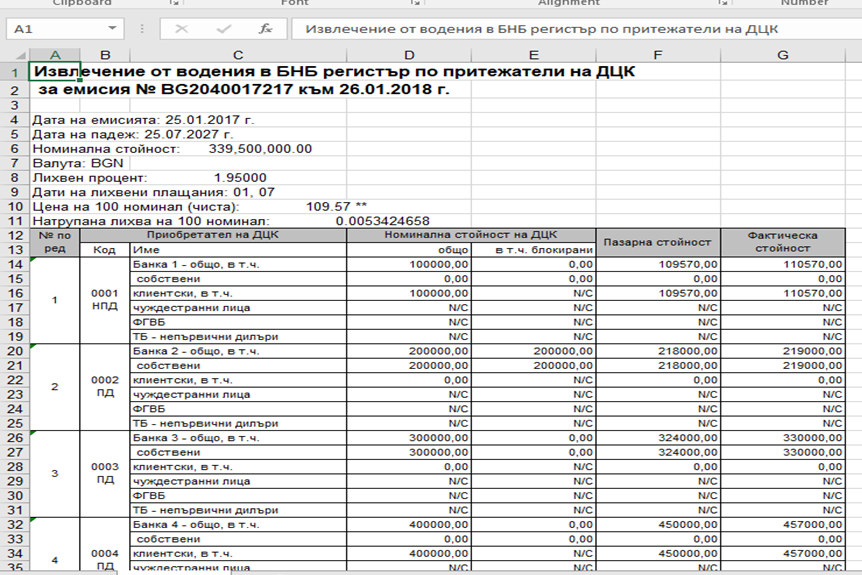 Clipboard Font Alignment Number
A1 fx Извлечение от водения в БНБ регистър по притежатели на ДЦК
A B C D E F G
1 Извлечение от водения в БНБ регистър по притежатели на ДЦК
2 за емисия № BG2040017217 към 26.01.2018 г.
3
4 Дата на емисията: 25.01.2017 г.
5 Дата на падеж: 25.07.2027 г.
6 Номинална стойност: 339,500,000.00
7 Валута: BGN
8 Лихвен процент: 1.95000
9 Дати на лихвени плащания: 01, 07
10 Цена на 100 номинал (чиста): 109.57 **
11 Натрупана лихва на 100 номинал: 0.0053424658
12 № по ред Приобретател на ДЦК Номинална стойност на ДЦК Пазарна стойност Фактическа стойност
13 Код Име общо в т.ч. блокирани
14 Банка 1 - общо, в т.ч. 100000,00 0,00 109570,00 110570,00
15 собствени 0,00 0,00 0,00 0,00
16 1 0001 НПД клиентски, в т.ч. 100000,00 N/C 109570,00 110570,00
17 чуждестранни лица N/C N/C N/C N/C
18 ФГВБ N/C N/C N/C N/C
19 ТБ - непървични дилъри N/C N/C N/C N/C
20 Банка 2 - общо, в т.ч. 200000,00 200000,00 218000,00 219000,00
21 собствени 200000,00 200000,00 218000,00 219000,00
22 2 0002 ПД клиентски, в т.ч. 0,00 N/C 0,00 0,00
23 чуждестранни лица N/C N/C N/C N/C
24 ФГВБ N/C N/C N/C N/C
25 ТБ - непървични дилъри N/C N/C N/C N/C
26 Банка 3 - общо, в т.ч. 300000,00 0,00 324000,00 330000,00
27 собствени 300000,00 0,00 324000,00 330000,00
28 3 0003 ПД клиентски, в т.ч. 0,00 N/C 0,00 0,00
29 чуждестранни лица N/C N/C N/C N/C
30 ФГВБ N/C N/C N/C N/C
31 ТБ - непървични дилъри N/C N/C N/C N/C
32 Банка 4 - общо, в т.ч. 400000,00 0,00 450000,00 457000,00
33 собствени 0,00 0,00 0,00 0,00
34 4 0004 ПД клиентски, в т.ч. 400000,00 N/C 450000,00 457000,00
35 чуждестранни лица N/C N/C N/C N/C